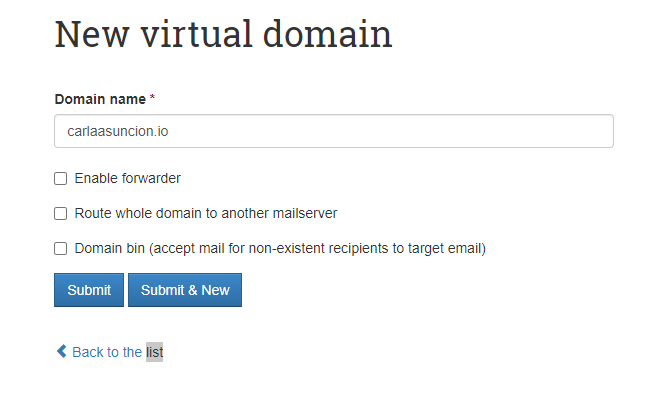 New virtual domain
Domain name *
carlaasuncion.io
Enable forwarder
Route whole domain to another mailserver
Domain bin (accept mail for non-existent recipients to target email)
Submit Submit & New
Back to the list